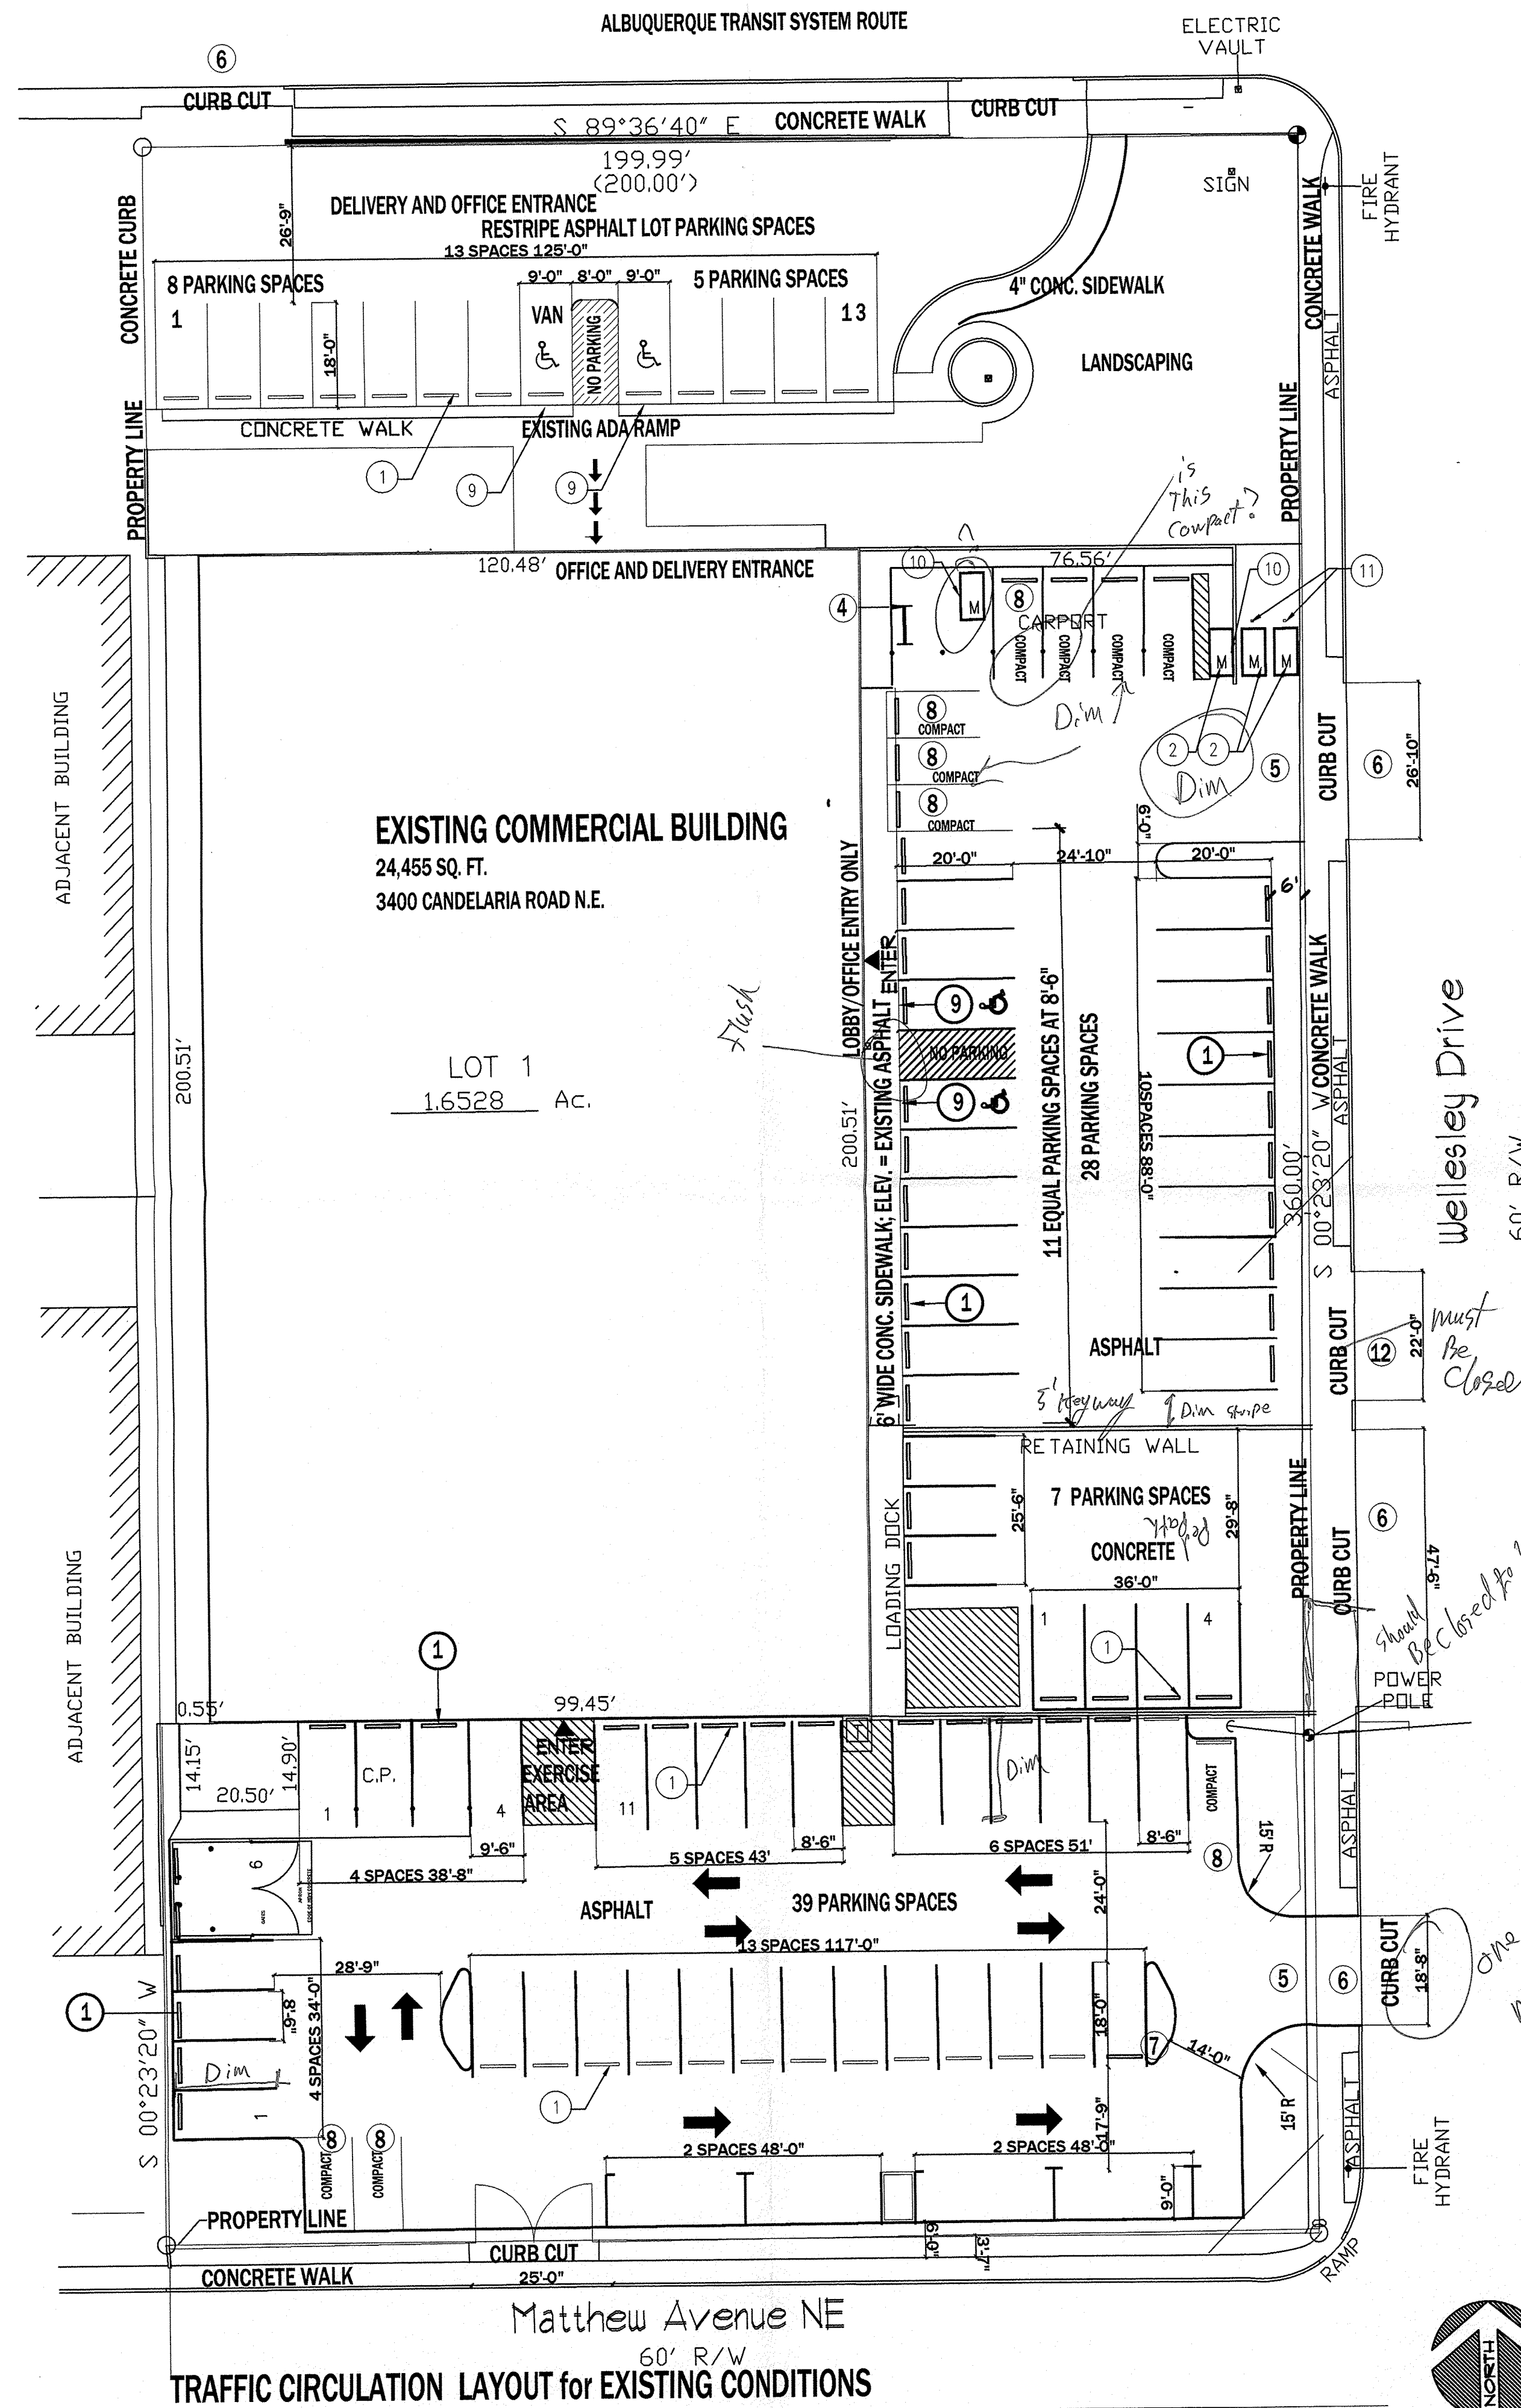 ALBUQUERQUE TRANSIT SYSTEM ROUTE
ELECTRIC
VAULT
6
CURB CUT
S 89°36'40" E
CONCRETE WALK
CURB CUT
199.99'
(200.00')
SIGN
FIRE
HYDRANT
CONCRETE CURB
26'-9"
DELIVERY AND OFFICE ENTRANCE
RESTRIPE ASPHALT LOT PARKING SPACES
13 SPACES 125'-0"
CONCRETE WALK
8 PARKING SPACES
9'-0"
8'-0"
9'-0"
5 PARKING SPACES
4" CONC. SIDEWALK
1
VAN
13
18'-0"
NO PARKING
LANDSCAPING
ASPHALT
PROPERTY LINE
CONCRETE WALK
EXISTING ADA RAMP
PROPERTY LINE
1
9
9
is
This
Compact?
120.48'
OFFICE AND DELIVERY ENTRANCE
76.56'
10
10
11
4
M
8
CARPORT
COMPACT
COMPACT
COMPACT
COMPACT
M
M
M
Dim
8
COMPACT
8
COMPACT
8
COMPACT
2
2
Dim
5
CURB CUT
6
26'-10"
ADJACENT BUILDING
EXISTING COMMERCIAL BUILDING
24,455 SQ. FT.
3400 CANDELARIA ROAD N.E.
6'-0"
20'-0"
24'-10"
20'-0"
6'
LOBBY/OFFICE ENTRY ONLY
ENTER
9
Flush
NO PARKING
9
1
LOT 1
1.6528 Ac.
200.51'
200.51'
6' WIDE CONC. SIDEWALK; ELEV. = EXISTING ASPHALT
11 EQUAL PARKING SPACES AT 8'-6"
28 PARKING SPACES
10SPACES 88'-0"
CONCRETE WALK
ASPHALT
360.00'
S 00°23'20" W
Wellesley Drive
60' R/W
1
ASPHALT
CURB CUT
12
22'-0"
must
Be
Closed
5' Keyway
Dim stripe
RETAINING WALL
7 PARKING SPACES
Ped
path
CONCRETE
25'-6"
29'-8"
36'-0"
LOADING DOCK
PROPERTY LINE
CURB CUT
6
47'-6"
should
Be Closed
1
4
1
POWER
POLE
ADJACENT BUILDING
1
0.55'
99.45'
14.15'
14.90'
20.50'
C.P.
1
4
ENTER
EXERCISE
AREA
11
1
Dim
COMPACT
8
15'R
ASPHALT
9'-6"
4 SPACES 38'-8"
8'-6"
5 SPACES 43'
8'-6"
6 SPACES 51'
24'-0"
6
GATES
ASPHALT
39 PARKING SPACES
13 SPACES 117'-0"
28'-9"
5
6
CURB CUT
18'-8"
one
1
8'-6"
4 SPACES 34'-0"
Dim
1
18'-0"
7
14'-0"
S 00°23'20" W
1
17'-9"
15'R
ASPHALT
8
8
COMPACT
COMPACT
2 SPACES 48'-0"
2 SPACES 48'-0"
9'-0"
FIRE
HYDRANT
PROPERTY LINE
CURB CUT
6'-0"
3'-7"
RAMP
CONCRETE WALK
25'-0"
Matthew Avenue NE
60' R/W
NORTH
TRAFFIC CIRCULATION LAYOUT for EXISTING CONDITIONS